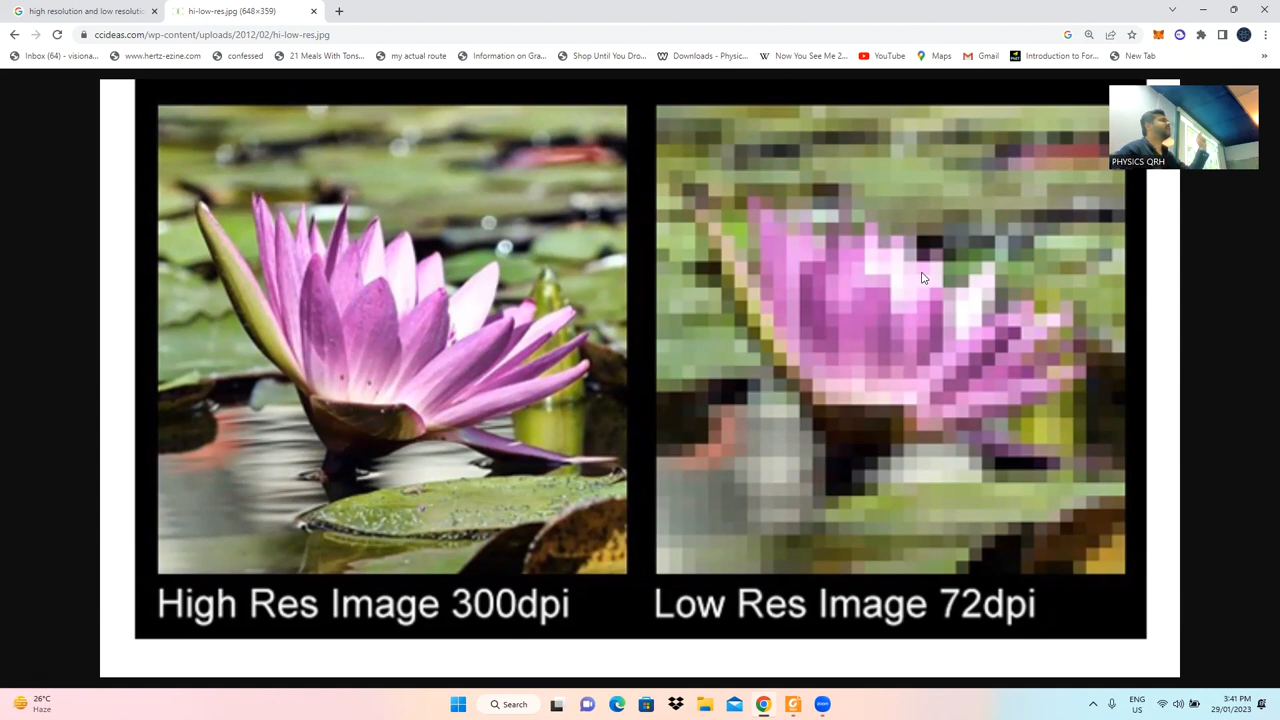 high resolution and low resolutio
hi-low-res.jpg (648×359)
ccideas.com/wp-content/uploads/2012/02/hi-low-res.jpg
Inbox (64) - visiona...
www.hertz-ezine.com
confessed
21 Meals With Tons...
my actual route
Information on Gra...
Shop Until You Dro...
Downloads - Physic...
Now You See Me 2...
YouTube
Maps
Gmail
Introduction to For...
New Tab
PHYSICS QRH
High Res Image 300dpi
Low Res Image 72dpi
26°C
Haze
Search
ENG
US
3:41 PM
29/01/2023